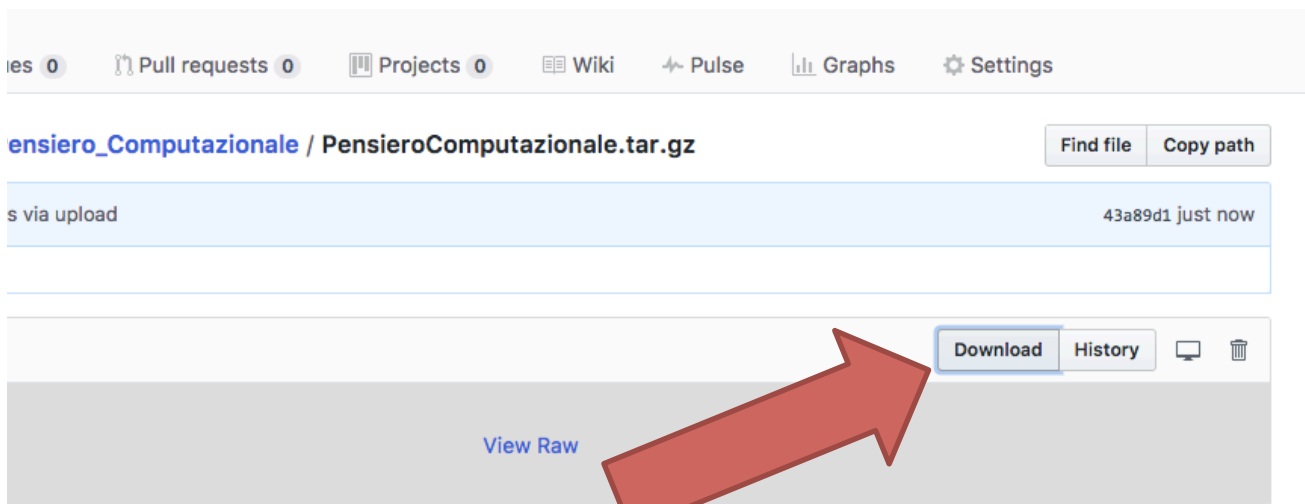 ies 0 Pull requests 0 Projects 0 Wiki Pulse Graphs Settings
ensiero_Computazionale / PensieroComputazionale.tar.gz Find file Copy path
s via upload 43a89d1 just now
Download History
View Raw